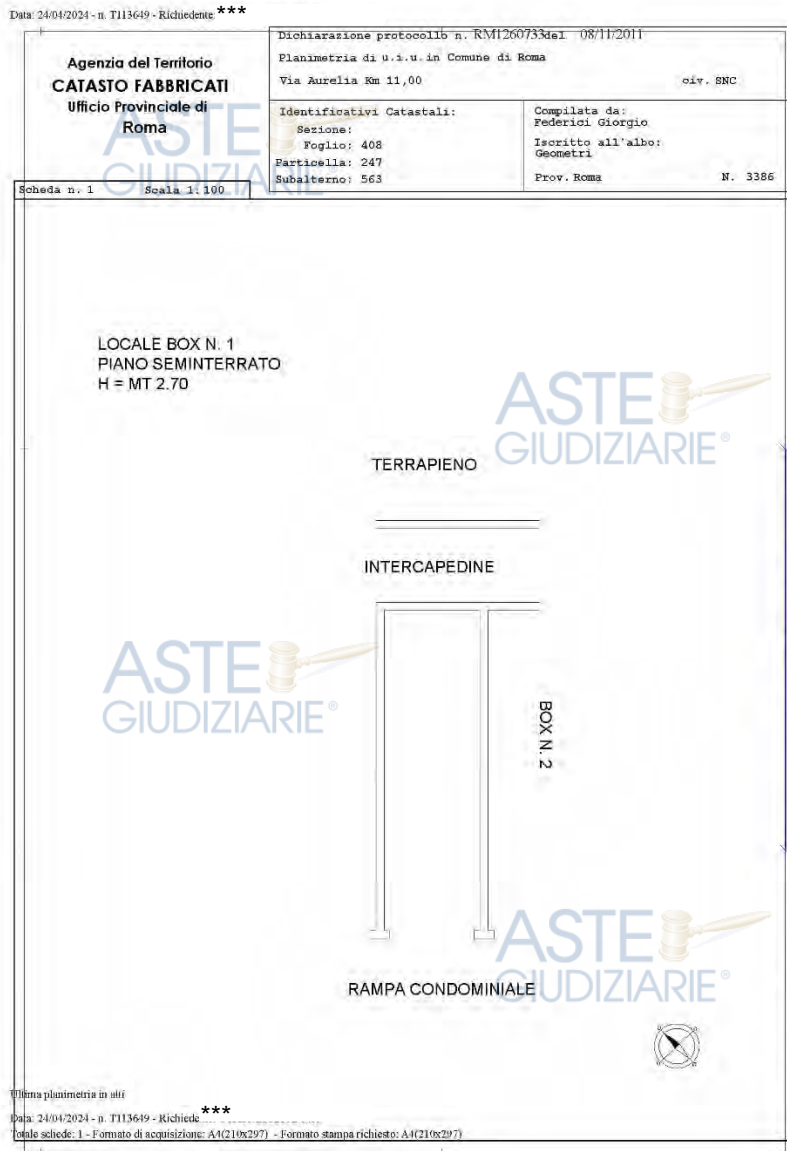 Data: 24/04/2024 - n. T113649 - Richiedente ***
Agenzia del Territorio
CATASTO FABBRICATI
Ufficio Provinciale di
Roma
Dichiarazione protocollo n. RM1260733del 08/11/2011
Planimetria di u.i.u. in Comune di Roma
Via Aurelia Km 11,00 civ. SNC
Identificativi Catastali:
Sezione:
Foglio: 408
Particella: 247
Subalterno: 563
Compilata da:
Federici Giorgio
Iscritto all'albo:
Geometri
Prov. Roma N. 3386
Scheda n. 1 Scala 1:100
ASTE
GIUDIZIARIE
LOCALE BOX N. 1
PIANO SEMINTERRATO
H = MT 2.70
ASTE
GIUDIZIARIE®
TERRAPIENO
INTERCAPEDINE
ASTE
GIUDIZIARIE®
BOX N. 2
ASTE
GIUDIZIARIE®
RAMPA CONDOMINIALE
Ultima planimetria in atti
Data: 24/04/2024 - n. T113649 - Richiede ***
Totale schede: 1 - Formato di acquisizione: A4(210x297) - Formato stampa richiesto: A4(210x297)